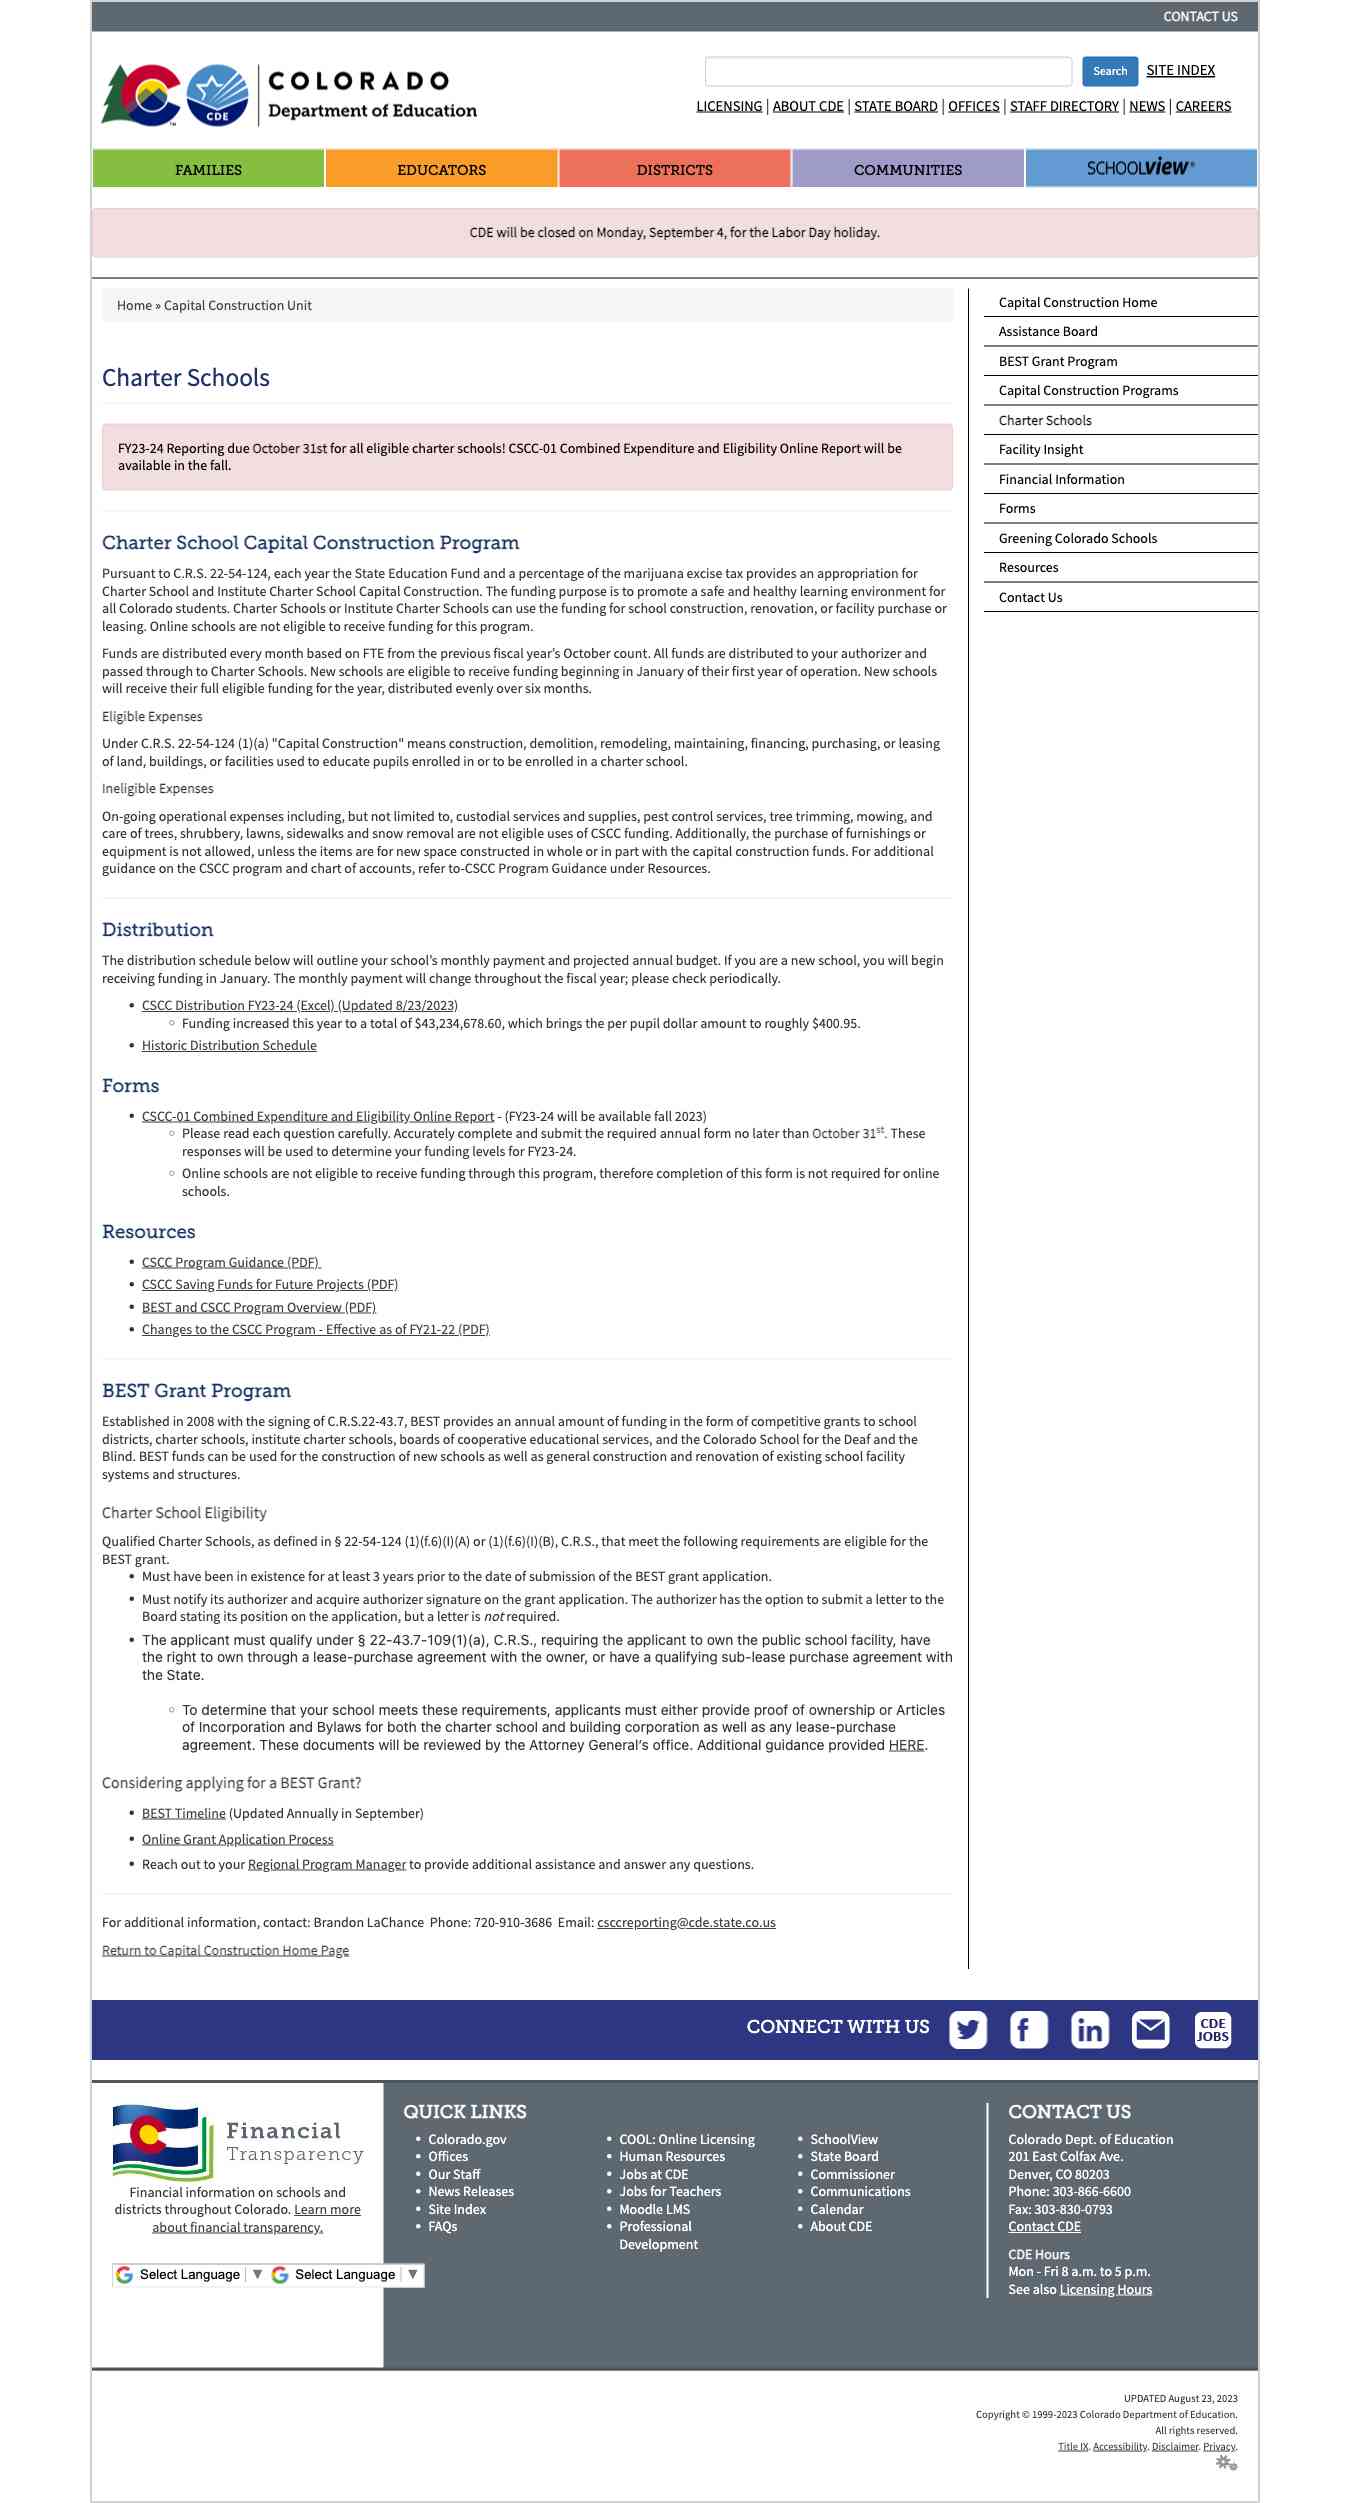 CONTACT US
COLORADO
Department of Education
CDE
Search
SITE INDEX
LICENSING | ABOUT CDE | STATE BOARD | OFFICES | STAFF DIRECTORY | NEWS | CAREERS
FAMILIES
EDUCATORS
DISTRICTS
COMMUNITIES
SCHOOLview®
CDE will be closed on Monday, September 4, for the Labor Day holiday.
Home » Capital Construction Unit
Charter Schools
FY23-24 Reporting due October 31st for all eligible charter schools! CSCC-01 Combined Expenditure and Eligibility Online Report will be
available in the fall.
Charter School Capital Construction Program
Pursuant to C.R.S. 22-54-124, each year the State Education Fund and a percentage of the marijuana excise tax provides an appropriation for
Charter School and Institute Charter School Capital Construction. The funding purpose is to promote a safe and healthy learning environment for
all Colorado students. Charter Schools or Institute Charter Schools can use the funding for school construction, renovation, or facility purchase or
leasing. Online schools are not eligible to receive funding for this program.
Funds are distributed every month based on FTE from the previous fiscal year's October count. All funds are distributed to your authorizer and
passed through to Charter Schools. New schools are eligible to receive funding beginning in January of their first year of operation. New schools
will receive their full eligible funding for the year, distributed evenly over six months.
Eligible Expenses
Under C.R.S. 22-54-124 (1)(a) "Capital Construction" means construction, demolition, remodeling, maintaining, financing, purchasing, or leasing
of land, buildings, or facilities used to educate pupils enrolled in or to be enrolled in a charter school.
Ineligible Expenses
On-going operational expenses including, but not limited to, custodial services and supplies, pest control services, tree trimming, mowing, and
care of trees, shrubbery, lawns, sidewalks and snow removal are not eligible uses of CSCC funding. Additionally, the purchase of furnishings or
equipment is not allowed, unless the items are for new space constructed in whole or in part with the capital construction funds. For additional
guidance on the CSCC program and chart of accounts, refer to-CSCC Program Guidance under Resources.
Distribution
The distribution schedule below will outline your school's monthly payment and projected annual budget. If you are a new school, you will begin
receiving funding in January. The monthly payment will change throughout the fiscal year; please check periodically.
• CSCC Distribution FY23-24 (Excel) (Updated 8/23/2023)
○ Funding increased this year to a total of $43,234,678.60, which brings the per pupil dollar amount to roughly $400.95.
• Historic Distribution Schedule
Forms
• CSCC-01 Combined Expenditure and Eligibility Online Report - (FY23-24 will be available fall 2023)
○ Please read each question carefully. Accurately complete and submit the required annual form no later than October 31st. These
responses will be used to determine your funding levels for FY23-24.
○ Online schools are not eligible to receive funding through this program, therefore completion of this form is not required for online
schools.
Resources
• CSCC Program Guidance (PDF)
• CSCC Saving Funds for Future Projects (PDF)
• BEST and CSCC Program Overview (PDF)
• Changes to the CSCC Program - Effective as of FY21-22 (PDF)
BEST Grant Program
Established in 2008 with the signing of C.R.S.22-43.7, BEST provides an annual amount of funding in the form of competitive grants to school
districts, charter schools, institute charter schools, boards of cooperative educational services, and the Colorado School for the Deaf and the
Blind. BEST funds can be used for the construction of new schools as well as general construction and renovation of existing school facility
systems and structures.
Charter School Eligibility
Qualified Charter Schools, as defined in § 22-54-124 (1)(f.6)(I)(A) or (1)(f.6)(I)(B), C.R.S., that meet the following requirements are eligible for the
BEST grant.
• Must have been in existence for at least 3 years prior to the date of submission of the BEST grant application.
• Must notify its authorizer and acquire authorizer signature on the grant application. The authorizer has the option to submit a letter to the
Board stating its position on the application, but a letter is not required.
• The applicant must qualify under § 22-43.7-109(1)(a), C.R.S., requiring the applicant to own the public school facility, have
the right to own through a lease-purchase agreement with the owner, or have a qualifying sub-lease purchase agreement with
the State.
○ To determine that your school meets these requirements, applicants must either provide proof of ownership or Articles
of Incorporation and Bylaws for both the charter school and building corporation as well as any lease-purchase
agreement. These documents will be reviewed by the Attorney General's office. Additional guidance provided HERE.
Considering applying for a BEST Grant?
• BEST Timeline (Updated Annually in September)
• Online Grant Application Process
• Reach out to your Regional Program Manager to provide additional assistance and answer any questions.
For additional information, contact: Brandon LaChance Phone: 720-910-3686 Email: csccreporting@cde.state.co.us
Return to Capital Construction Home Page
Capital Construction Home
Assistance Board
BEST Grant Program
Capital Construction Programs
Charter Schools
Facility Insight
Financial Information
Forms
Greening Colorado Schools
Resources
Contact Us
CONNECT WITH US
CDE
JOBS
Financial
Transparency
Financial information on schools and
districts throughout Colorado. Learn more
about financial transparency.
Select Language ▼ Select Language ▼
QUICK LINKS
• Colorado.gov
• Offices
• Our Staff
• News Releases
• Site Index
• FAQs
• COOL: Online Licensing
• Human Resources
• Jobs at CDE
• Jobs for Teachers
• Moodle LMS
• Professional
Development
• SchoolView
• State Board
• Commissioner
• Communications
• Calendar
• About CDE
CONTACT US
Colorado Dept. of Education
201 East Colfax Ave.
Denver, CO 80203
Phone: 303-866-6600
Fax: 303-830-0793
Contact CDE
CDE Hours
Mon - Fri 8 a.m. to 5 p.m.
See also Licensing Hours
UPDATED August 23, 2023
Copyright © 1999-2023 Colorado Department of Education.
All rights reserved.
Title IX. Accessibility. Disclaimer. Privacy.